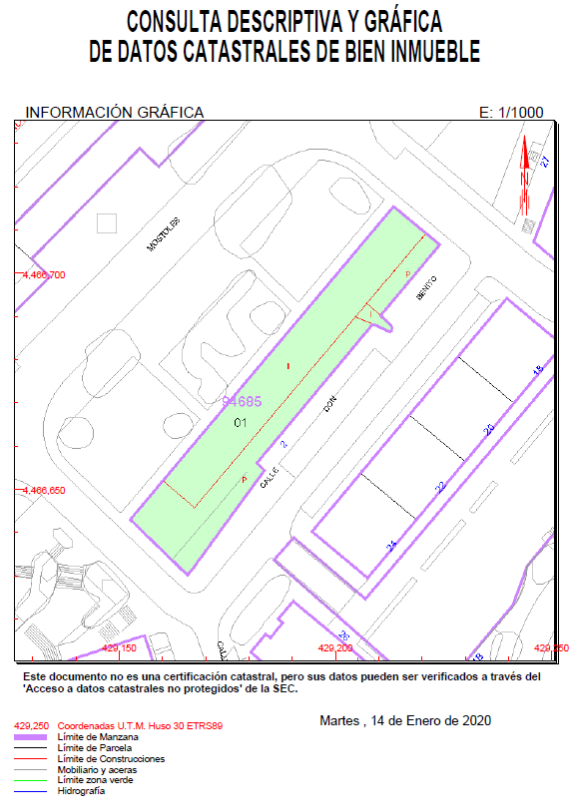 CONSULTA DESCRIPTIVA Y GRÁFICA
DE DATOS CATASTRALES DE BIEN INMUEBLE
INFORMACIÓN GRÁFICA
E: 1/1000
27
MOSTOLES
4,466,700
P
BENITO
I
I
18
94685
DON
01
20
2
CALLE
P
22
4,466,650
24
26
18
429,150
429,200
429,250
Este documento no es una certificación catastral, pero sus datos pueden ser verificados a través del
'Acceso a datos catastrales no protegidos' de la SEC.
429,250 Coordenadas U.T.M. Huso 30 ETRS89
Martes , 14 de Enero de 2020
Límite de Manzana
Límite de Parcela
Límite de Construcciones
Mobiliario y aceras
Límite zona verde
Hidrografía